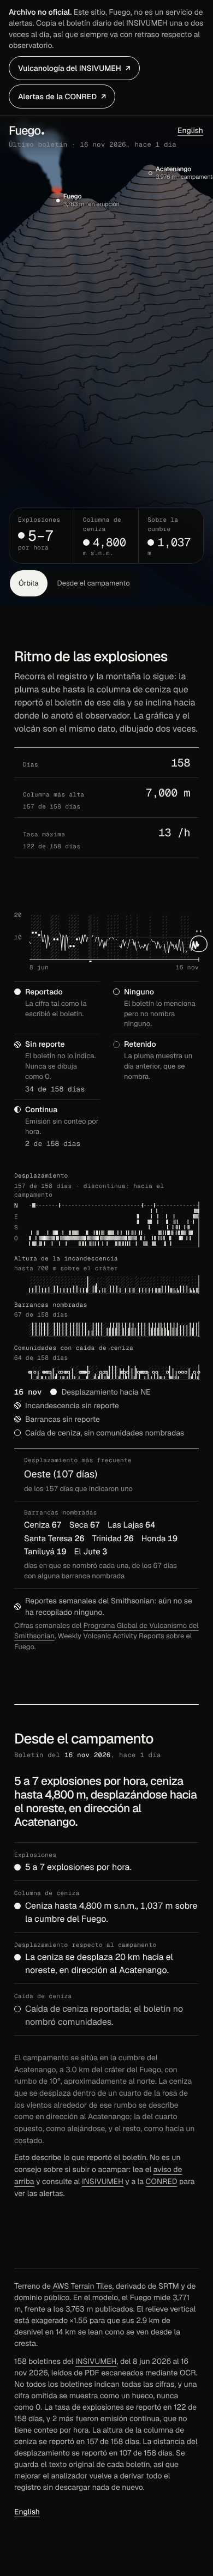 Archivo no oficial. Este sitio, Fuego, no es un servicio de
alertas. Copia el boletín diario del INSIVUMEH una o dos
veces al día, así que siempre va con retraso respecto al
observatorio.
Vulcanología del INSIVUMEH ↗
Alertas de la CONRED ↗
Fuego.
English
Último boletín · 16 nov 2026, hace 1 día
Acatenango
3,976 m · campament
Fuego
3,763 m · en erupción
Explosiones
5–7
por hora
Columna de
ceniza
4,800
m s.n.m.
Sobre la
cumbre
1,037
m
Órbita
Desde el campamento
Ritmo de las explosiones
Recorra el registro y la montaña lo sigue: la
pluma sube hasta la columna de ceniza que
reportó el boletín de ese día y se inclina hacia
donde lo anotó el observador. La gráfica y el
volcán son el mismo dato, dibujado dos veces.
Días
158
Columna más alta
7,000 m
157 de 158 días
Tasa máxima
13 /h
122 de 158 días
20
10
8 jun
16 nov
Reportado
La cifra tal como la
escribió el boletín.
Ninguno
El boletín lo menciona
pero no nombra
ninguno.
Sin reporte
El boletín no lo indica.
Nunca se dibuja
como 0.
34 de 158 días
Retenido
La pluma muestra un
día anterior, que se
nombra.
Continua
Emisión sin conteo por
hora.
2 de 158 días
Desplazamiento
157 de 158 días · discontinua: hacia el
campamento
N
E
S
O
Altura de la incandescencia
hasta 700 m sobre el cráter
Barrancas nombradas
67 de 158 días
Comunidades con caída de ceniza
64 de 158 días
16 nov
Desplazamiento hacia NE
Incandescencia sin reporte
Barrancas sin reporte
Caída de ceniza, sin comunidades nombradas
Desplazamiento más frecuente
Oeste (107 días)
de los 157 días que indicaron uno
Barrancas nombradas
Ceniza 67 Seca 67 Las Lajas 64
Santa Teresa 26 Trinidad 26 Honda 19
Taniluyá 19 El Jute 3
días en que se nombró cada una, de los 67 días
con alguna barranca nombrada
Reportes semanales del Smithsonian: aún no se
ha recopilado ninguno.
Cifras semanales del Programa Global de Vulcanismo del
Smithsonian, Weekly Volcanic Activity Reports sobre el
Fuego.
Desde el campamento
Boletín del 16 nov 2026, hace 1 día
5 a 7 explosiones por hora, ceniza
hasta 4,800 m, desplazándose hacia
el noreste, en dirección al
Acatenango.
Explosiones
5 a 7 explosiones por hora.
Columna de ceniza
Ceniza hasta 4,800 m s.n.m., 1,037 m sobre
la cumbre del Fuego.
Desplazamiento respecto al campamento
La ceniza se desplaza 20 km hacia el
noreste, en dirección al Acatenango.
Caída de ceniza
Caída de ceniza reportada; el boletín no
nombró comunidades.
El campamento se sitúa en la cumbre del
Acatenango, a 3.0 km del cráter del Fuego, con
rumbo de 10°, aproximadamente al norte. La ceniza
que se desplaza dentro de un cuarto de la rosa de
los vientos alrededor de ese rumbo se describe
como en dirección al Acatenango; la del cuarto
opuesto, como alejándose, y el resto, como hacia un
costado.
Esto describe lo que reportó el boletín. No es un
consejo sobre si subir o acampar: lea el aviso de
arriba y consulte al INSIVUMEH y a la CONRED para
ver las alertas.
Terreno de AWS Terrain Tiles, derivado de SRTM y de
dominio público. En el modelo, el Fuego mide 3,771
m, frente a los 3,763 m publicados. El relieve vertical
está exagerado ×1.55 para que sus 2.9 km de
desnivel en 14 km se lean como se ven desde la
cresta.
158 boletines del INSIVUMEH, del 8 jun 2026 al 16
nov 2026, leídos de PDF escaneados mediante OCR.
No todos los boletines indican todas las cifras, y una
cifra omitida se muestra como un hueco, nunca
como 0. La tasa de explosiones se reportó en 122 de
158 días, y 2 más fueron emisión continua, que no
tiene conteo por hora. La altura de la columna de
ceniza se reportó en 157 de 158 días. La distancia del
desplazamiento se reportó en 107 de 158 días. Se
guarda el texto original de cada boletín, así que
mejorar el analizador vuelve a derivar todo el
registro sin descargar nada de nuevo.
English